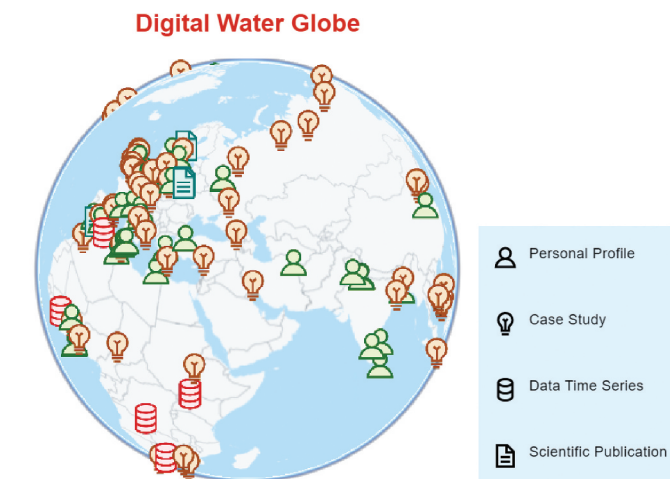 Digital Water Globe
Personal Profile
Case Study
Data Time Series
Scientific Publication